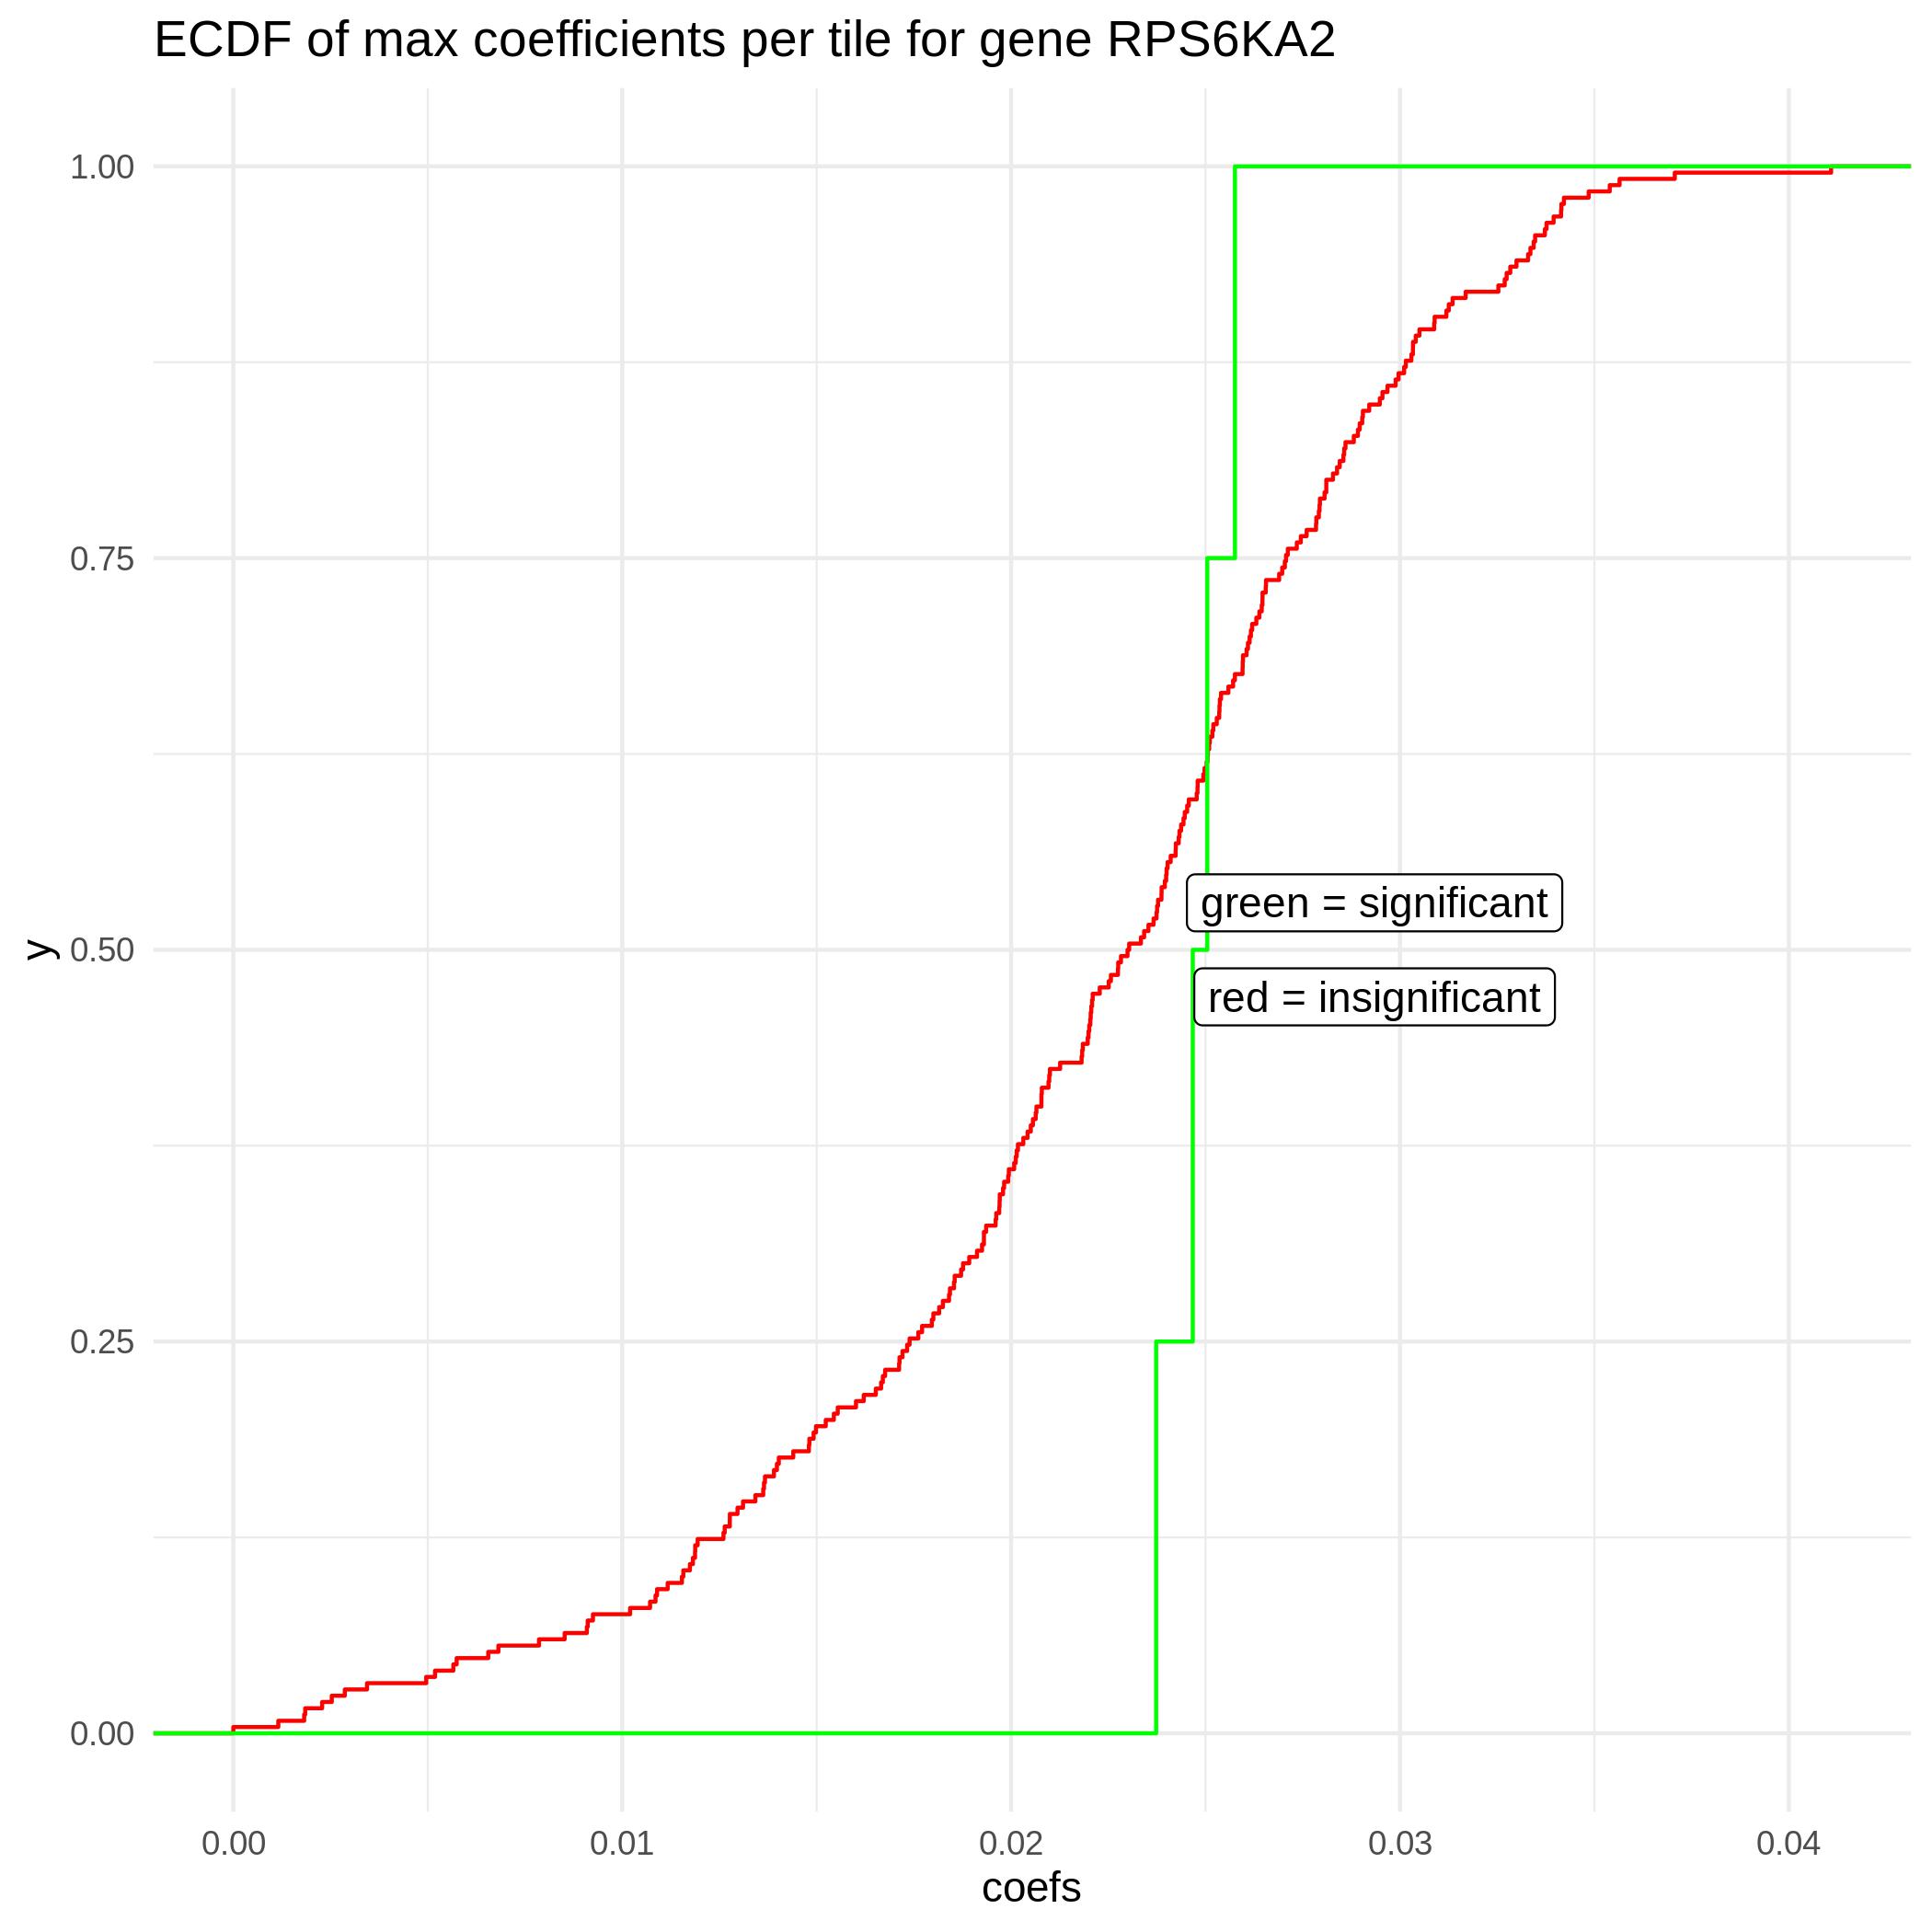 ECDF of max coefficients per tile for gene RPS6KA2
1.00
0.75
green = significant
y
0.50
red = insignificant
0.25
0.00
0.00 0.01 0.02 0.03 0.04
coefs